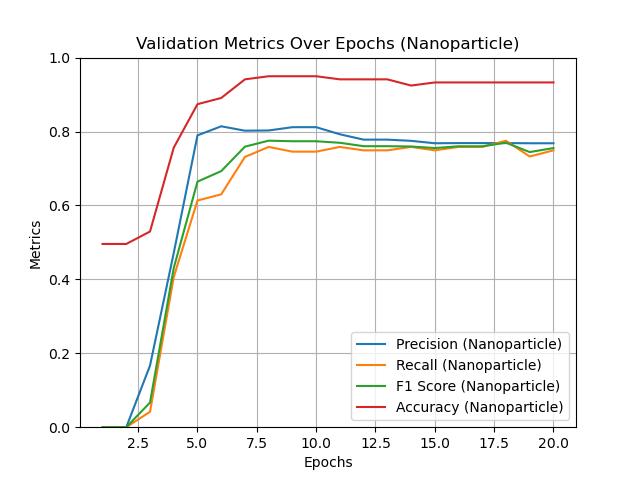 Validation Metrics Over Epochs (Nanoparticle)
1.0
0.8
0.6
0.4
0.2
0.0
Metrics
Precision (Nanoparticle)
Recall (Nanoparticle)
F1 Score (Nanoparticle)
Accuracy (Nanoparticle)
2.5 5.0 7.5 10.0 12.5 15.0 17.5 20.0
Epochs